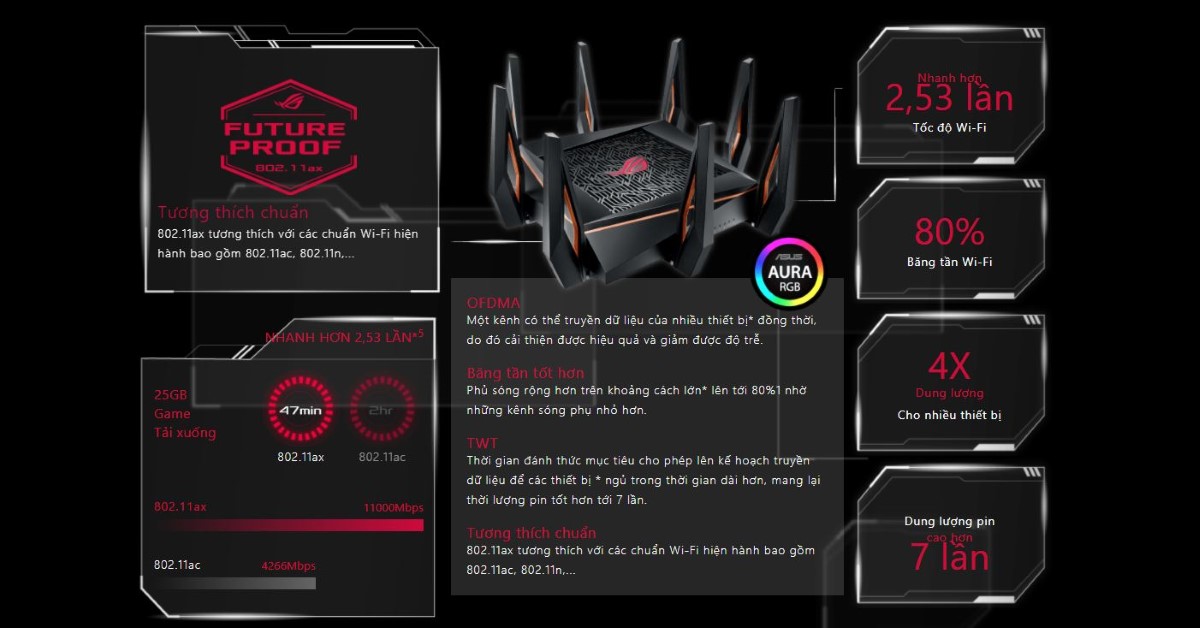 FUTURE
PROOF
802.11ax
Tương thích chuẩn
802.11ax tương thích với các chuẩn Wi-Fi hiện
hành bao gồm 802.11ac, 802.11n,...
NHANH HƠN 2,53 LẦN*5
25GB
Game
Tải xuống
47min
2hr
802.11ax
802.11ac
802.11ax
11000Mbps
802.11ac
4266Mbps
ASUS
AURA
RGB
OFDMA
Một kênh có thể truyền dữ liệu của nhiều thiết bị* đồng thời,
do đó cải thiện được hiệu quả và giảm được độ trễ.
Băng tần tốt hơn
Phủ sóng rộng hơn trên khoảng cách lớn* lên tới 80%1 nhờ
những kênh sóng phụ nhỏ hơn.
TWT
Thời gian đánh thức mục tiêu cho phép lên kế hoạch truyền
dữ liệu để các thiết bị * ngủ trong thời gian dài hơn, mang lại
thời lượng pin tốt hơn tới 7 lần.
Tương thích chuẩn
802.11ax tương thích với các chuẩn Wi-Fi hiện hành bao gồm
802.11ac, 802.11n,...
Nhanh hơn
2,53 lần
Tốc độ Wi-Fi
80%
Băng tần Wi-Fi
4X
Dung lượng
Cho nhiều thiết bị
Dung lượng pin
cao hơn
7 lần